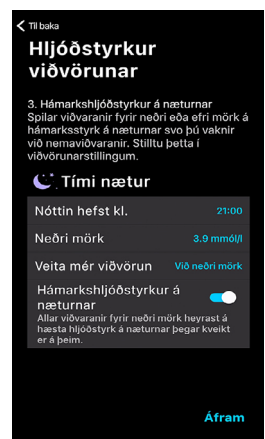 Til baka
Hljóðstyrkur
viðvörunar
3. Hámarkshljóðstyrkur á næturnar
Spilar viðvaranir fyrir neðri eða efri mörk á
hámarksstyrk á næturnar svo þú vaknir
við nemaviðvaranir. Stilltu þetta í
viðvörunarstillingum.
Tími nætur
Nóttin hefst kl. 21:00
Neðri mörk 3.9 mmól/l
Veita mér viðvörun Við neðri mörk
Hámarkshljóðstyrkur á
næturnar
Allar viðvaranir fyrir neðri mörk heyrast á
hæsta hljóðstyrk á næturnar þegar kveikt
er á þeim.
Áfram